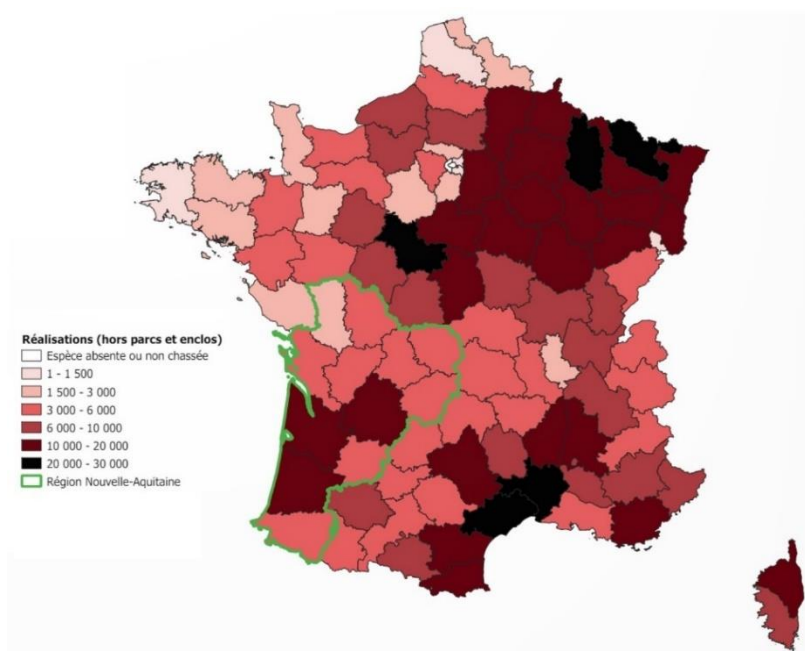 Réalisations (hors parcs et enclos)
Espèce absente ou non chassée
1 - 1 500
1 500 - 3 000
3 000 - 6 000
6 000 - 10 000
10 000 - 20 000
20 000 - 30 000
Région Nouvelle-Aquitaine